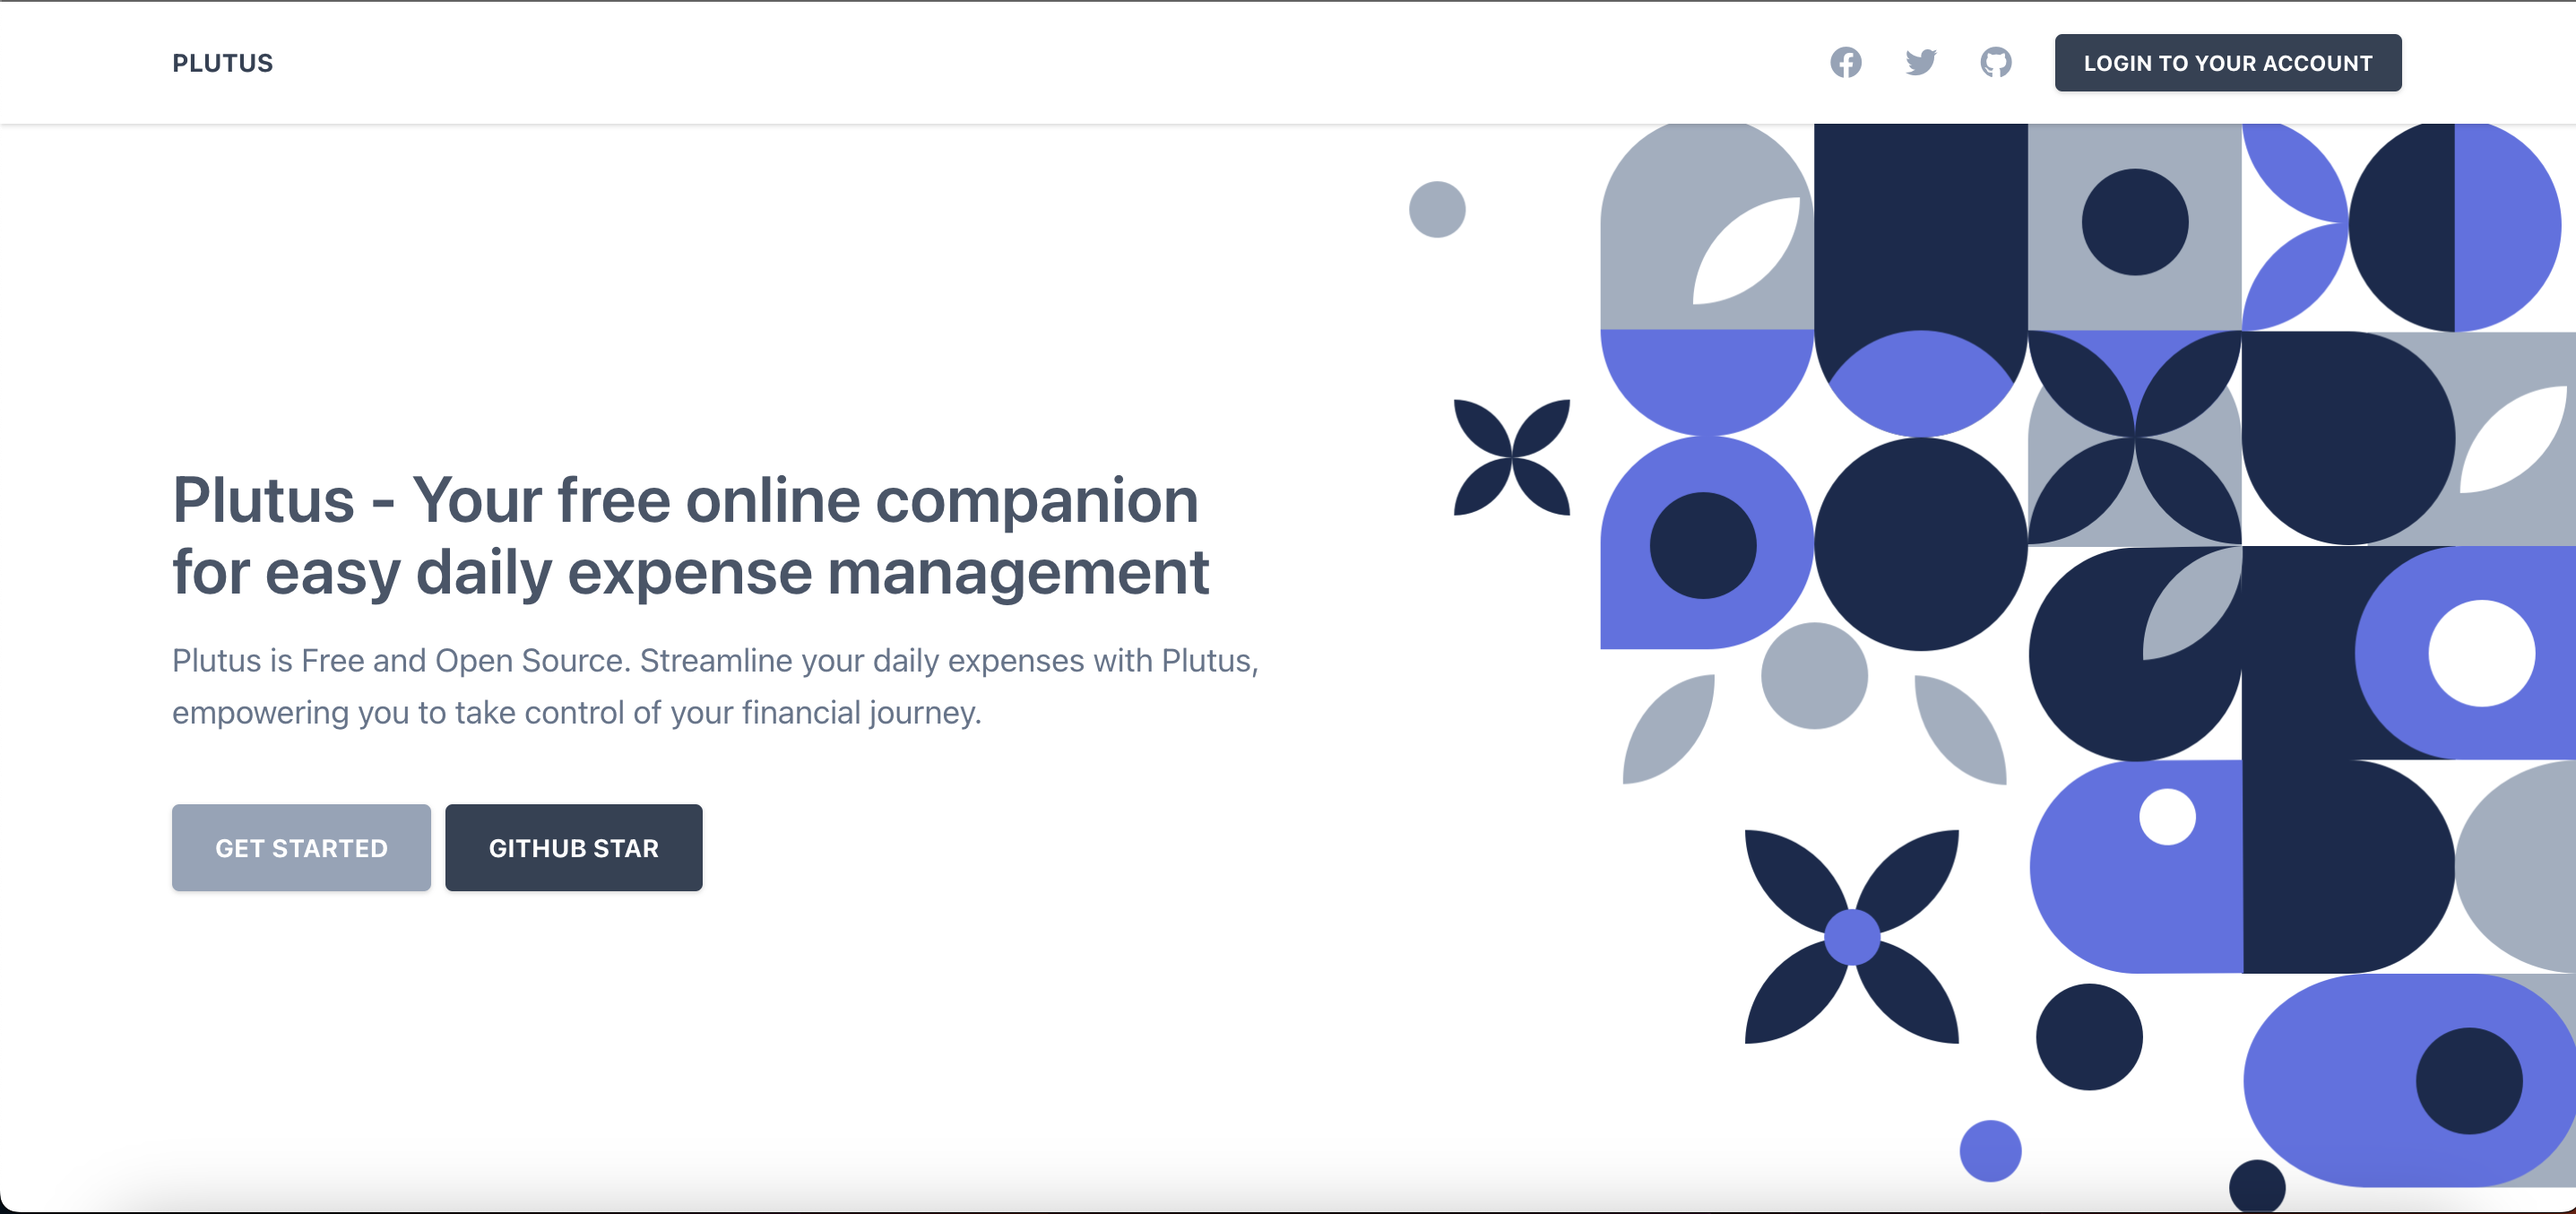 PLUTUS
LOGIN TO YOUR ACCOUNT
Plutus - Your free online companion
for easy daily expense management
Plutus is Free and Open Source. Streamline your daily expenses with Plutus,
empowering you to take control of your financial journey.
GET STARTED
GITHUB STAR